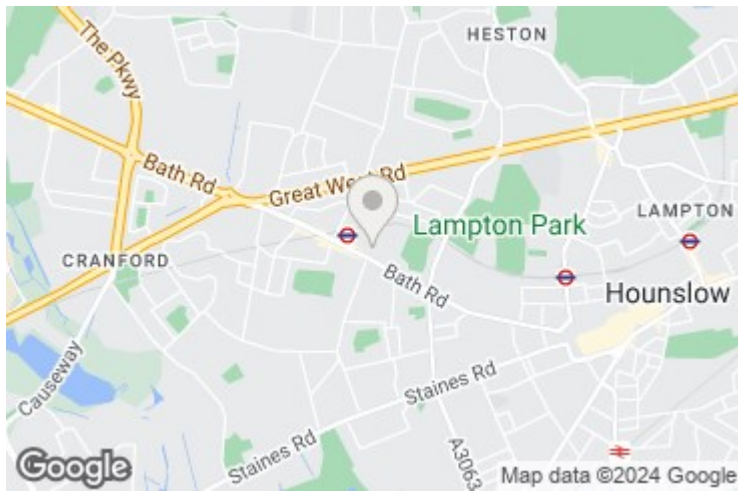 HESTON
The Pkwy
Bath Rd
Great West Rd
Lampton Park
LAMPTON
CRANFORD
Bath Rd
Hounslow
Causeway
Staines Rd
Staines Rd
A3063
Google
Map data ©2024 Google